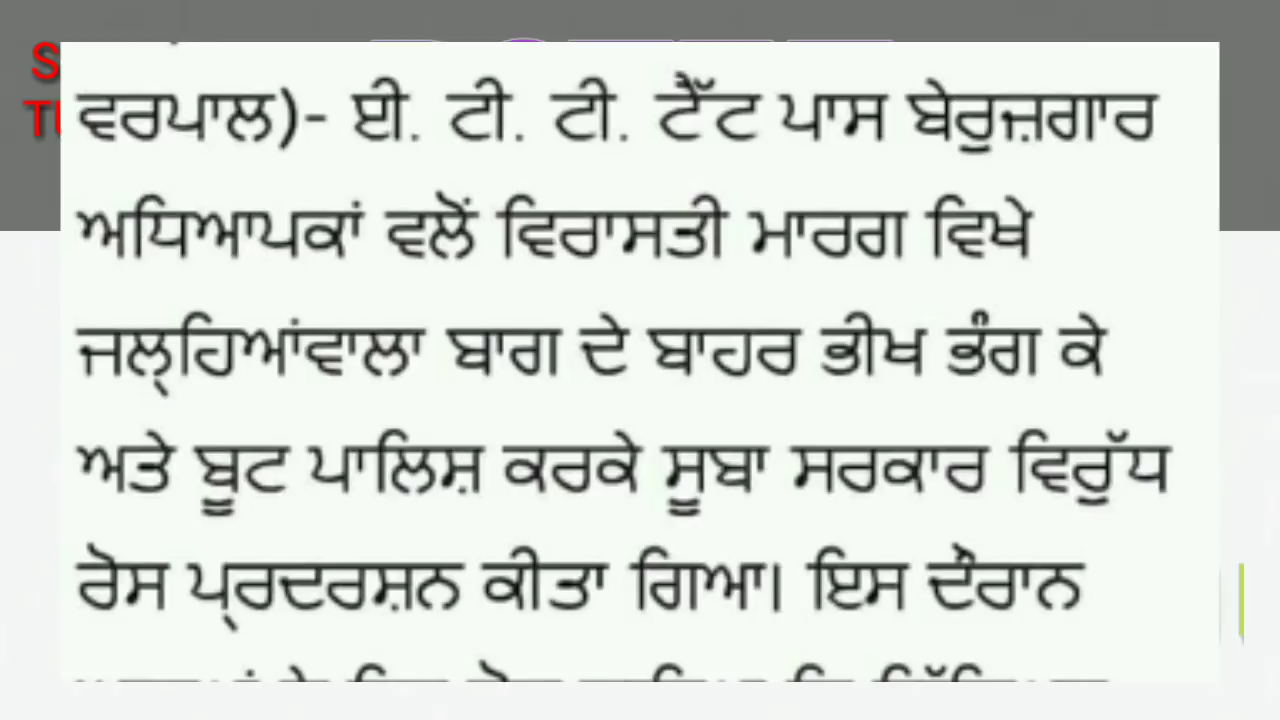 ਵਰਪਾਲ)- ਈ. ਟੀ. ਟੀ. ਟੈੱਟ ਪਾਸ ਬੇਰੁਜ਼ਗਾਰ
ਅਧਿਆਪਕਾਂ ਵਲੋਂ ਵਿਰਾਸਤੀ ਮਾਰਗ ਵਿਖੇ
ਜਲ੍ਹਿਆਂਵਾਲਾ ਬਾਗ ਦੇ ਬਾਹਰ ਭੀਖ ਭੰਗ ਕੇ
ਅਤੇ ਬੂਟ ਪਾਲਿਸ਼ ਕਰਕੇ ਸੂਬਾ ਸਰਕਾਰ ਵਿਰੁੱਧ
ਰੋਸ ਪ੍ਰਦਰਸ਼ਨ ਕੀਤਾ ਗਿਆ। ਇਸ ਦੌਰਾਨ